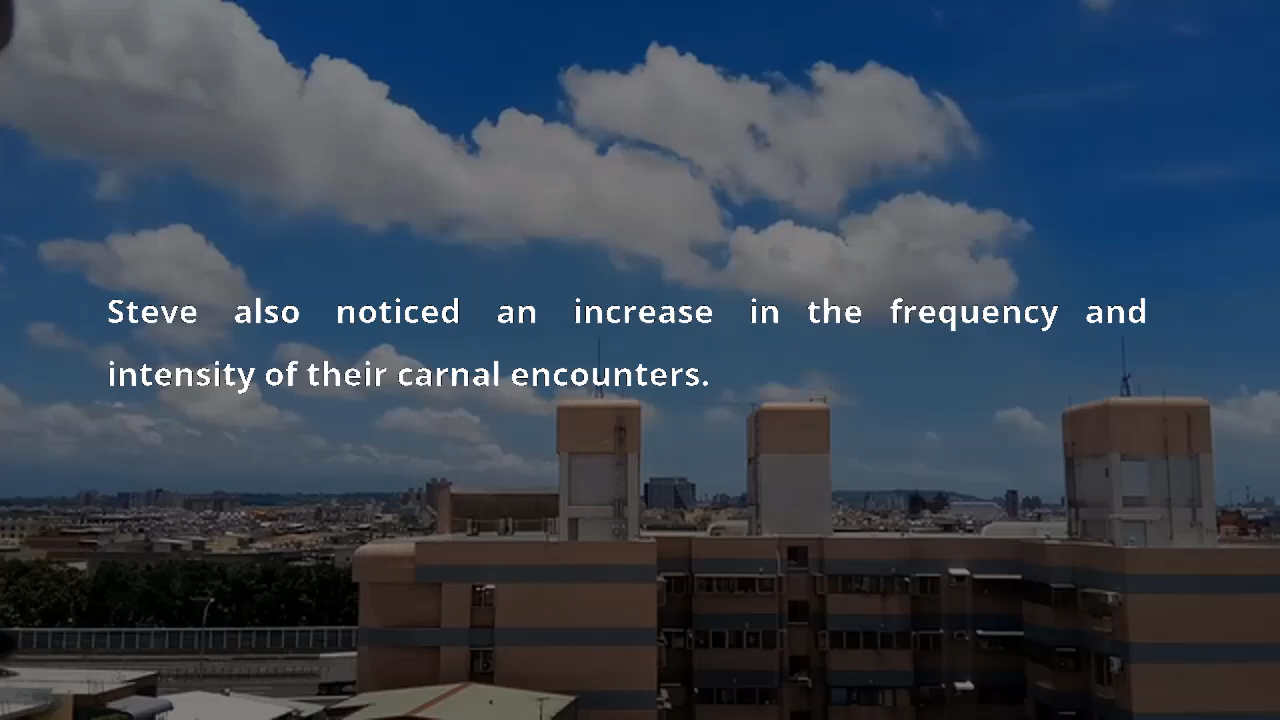 Steve also noticed an increase in the frequency and
intensity of their carnal encounters.